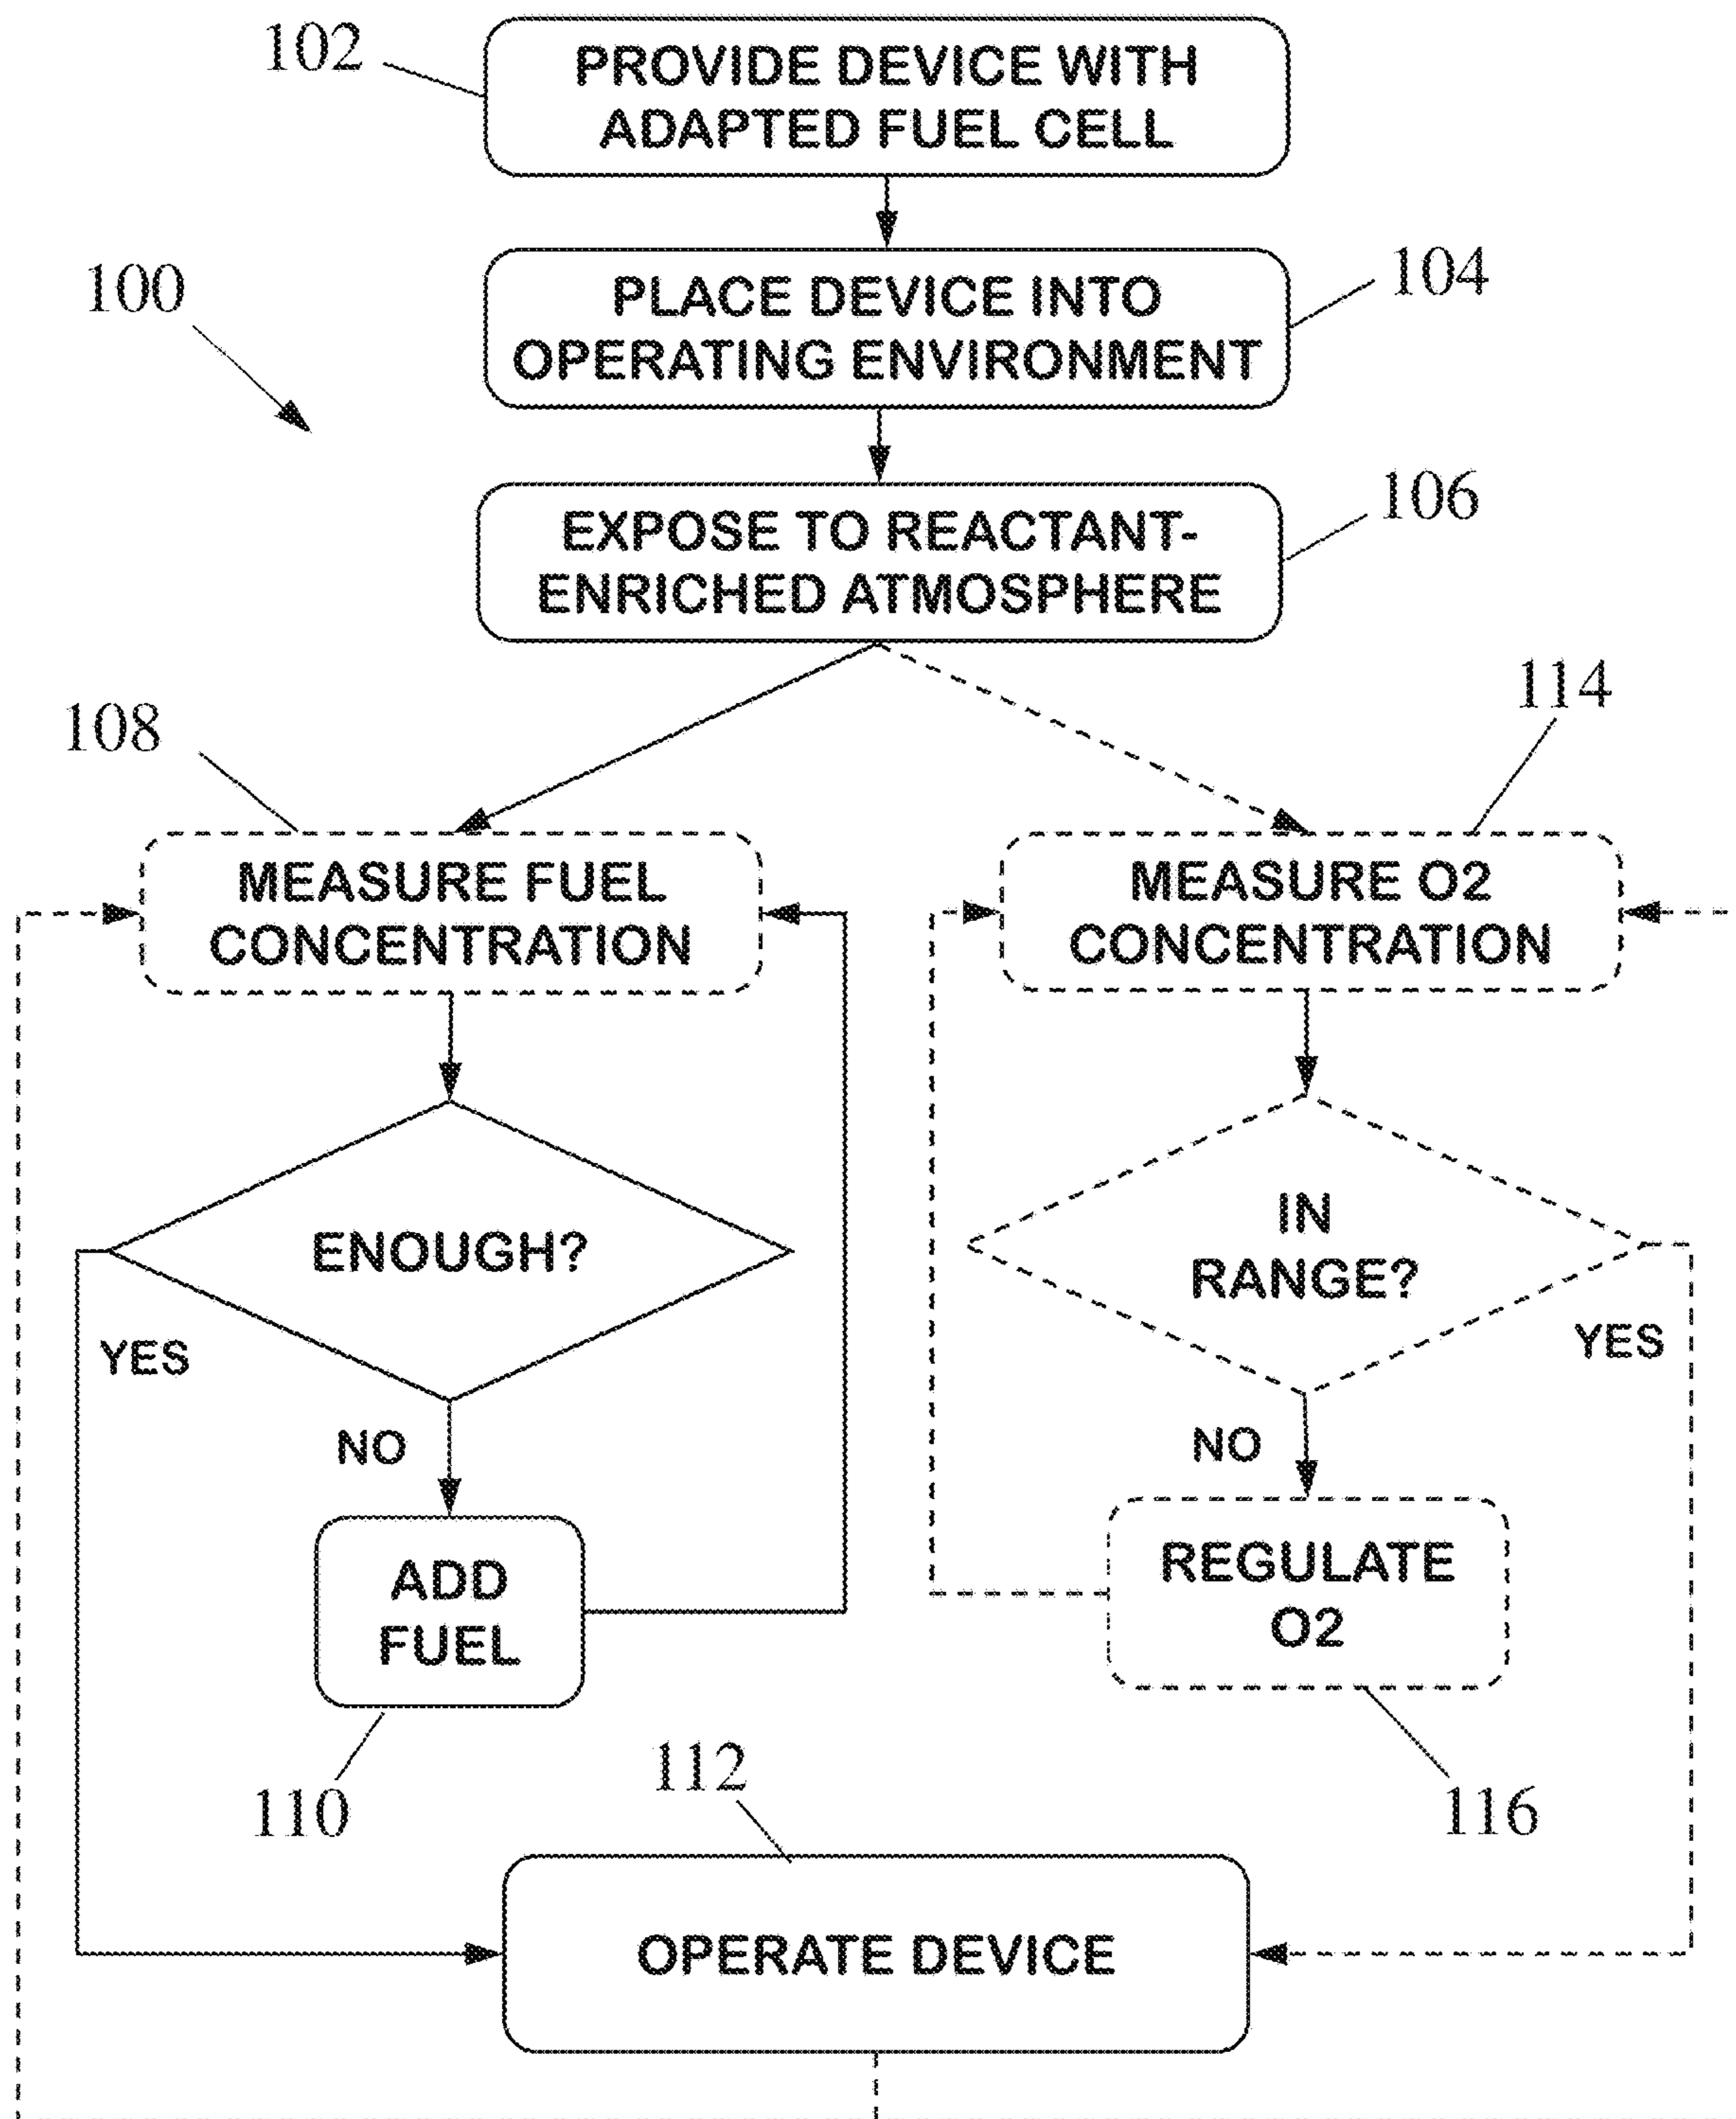 102
PROVIDE DEVICE WITH
ADAPTED FUEL CELL
100
PLACE DEVICE INTO
OPERATING ENVIRONMENT
104
EXPOSE TO REACTANT-
ENRICHED ATMOSPHERE
106
108
114
MEASURE FUEL
CONCENTRATION
MEASURE O2
CONCENTRATION
ENOUGH?
IN
RANGE?
YES
YES
NO
NO
ADD
FUEL
REGULATE
O2
110
112
116
OPERATE DEVICE